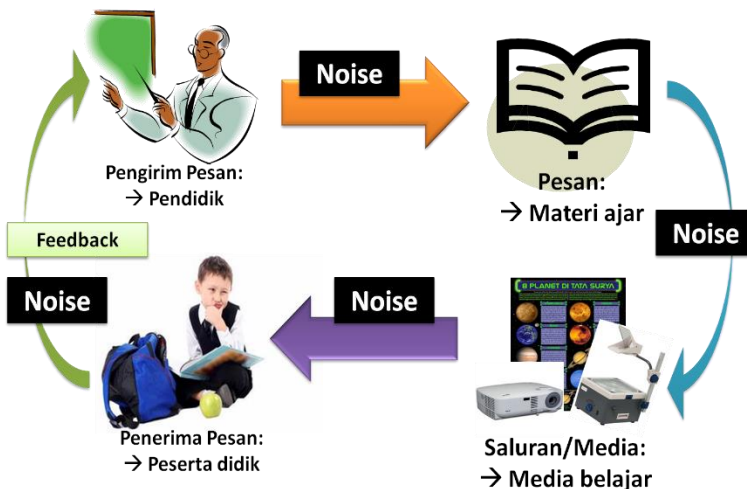 Noise
Pengirim Pesan:
→ Pendidik
Pesan:
→ Materi ajar
Feedback
Noise
Noise
Noise
8 PLANET DI TATA SURYA
Penerima Pesan:
→ Peserta didik
Saluran/Media:
→ Media belajar